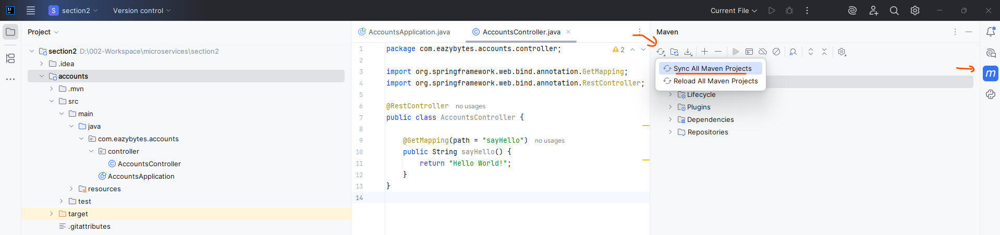 S section2 Version control Current File
Project
section2 D:\002-Workspace\microservices\section2
.idea
accounts
.mvn
src
main
java
com.eazybytes.accounts
controller
AccountsController
AccountsApplication
resources
test
target
.gitattributes
AccountsApplication.java AccountsController.java
2
1 package com.eazybytes.accounts.controller;
2
3 import org.springframework.web.bind.annotation.GetMapping;
4 import org.springframework.web.bind.annotation.RestController;
5
6 @RestController no usages
7 public class AccountsController {
8
9 @GetMapping(path = "sayHello") no usages
10 public String sayHello() {
11 return "Hello World!";
12 }
13 }
14
Maven
Sync All Maven Projects
Reload All Maven Projects
Lifecycle
Plugins
Dependencies
Repositories
m